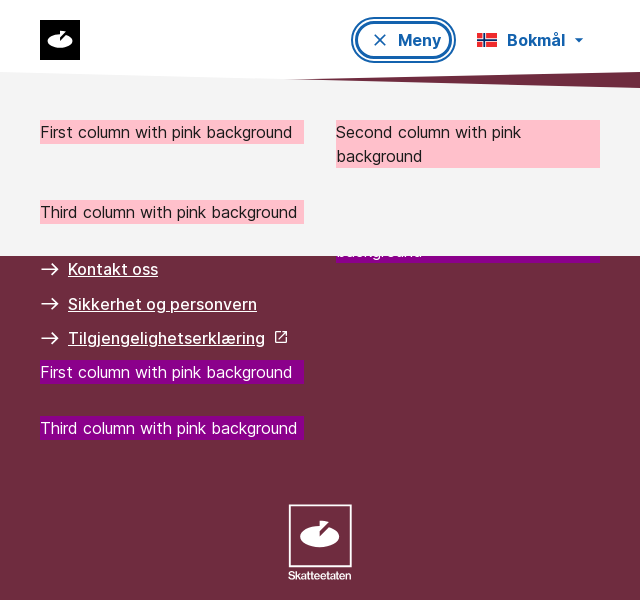 Meny
Bokmål
First column with pink background
Second column with pink
background
Third column with pink background
background
Kontakt oss
Sikkerhet og personvern
Tilgjengelighetserklæring
First column with pink background
Third column with pink background
Skatteetaten